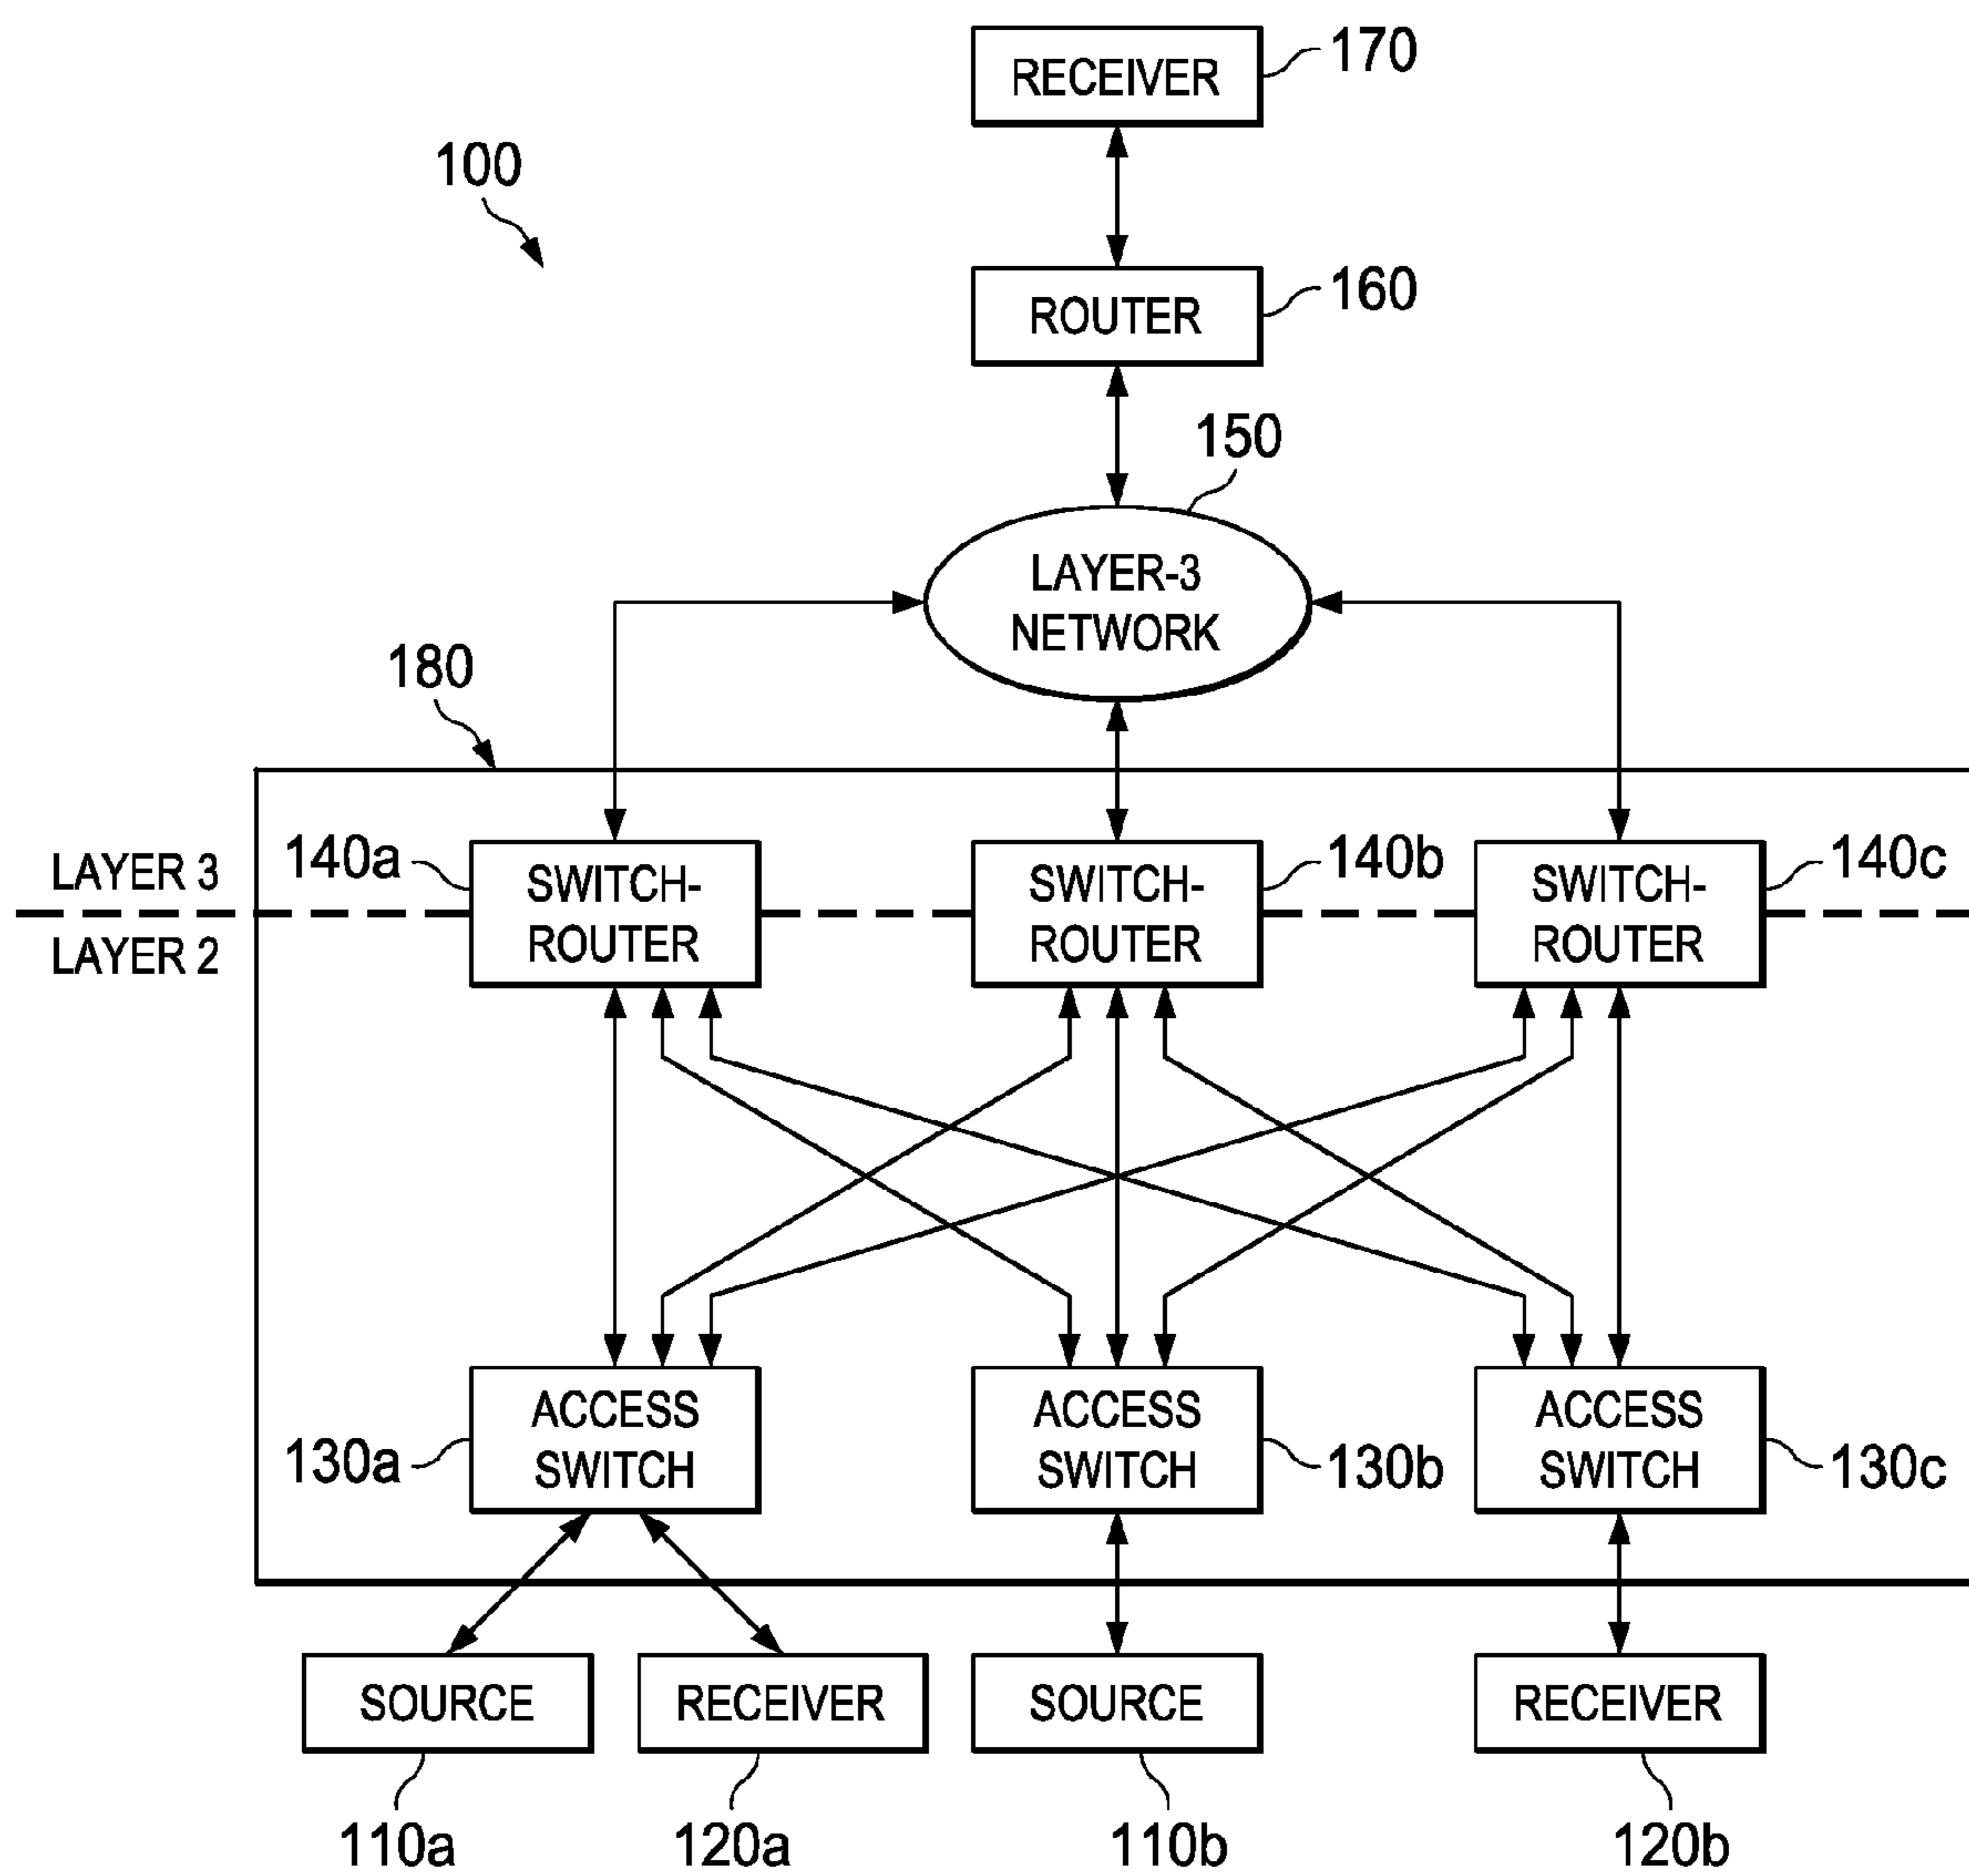 RECEIVER
170
100
ROUTER
160
150
LAYER-3
NETWORK
180
LAYER 3
LAYER 2
140a
SWITCH-
ROUTER
140b
SWITCH-
ROUTER
140c
SWITCH-
ROUTER
130a
ACCESS
SWITCH
130b
ACCESS
SWITCH
130c
ACCESS
SWITCH
SOURCE
RECEIVER
SOURCE
RECEIVER
110a
120a
110b
120b